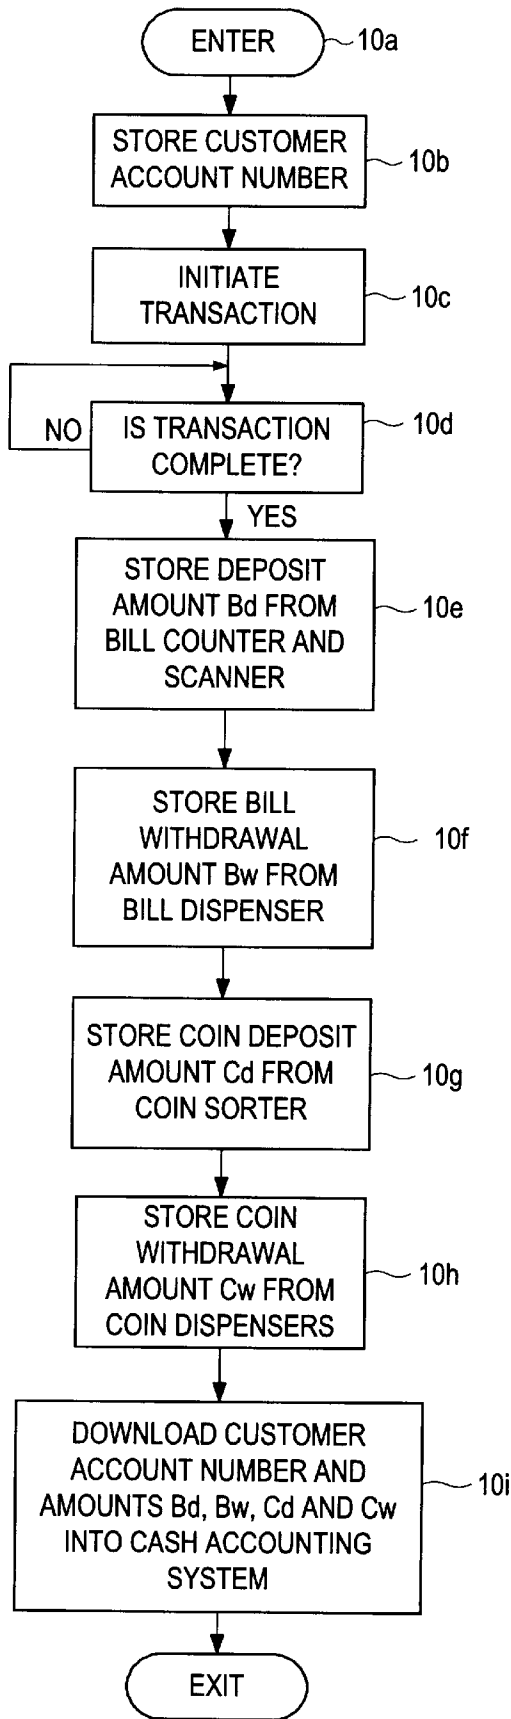 ENTER
10a
STORE CUSTOMER
ACCOUNT NUMBER
10b
INITIATE
TRANSACTION
10c
NO
IS TRANSACTION
COMPLETE?
10d
YES
STORE DEPOSIT
AMOUNT Bd FROM
BILL COUNTER AND
SCANNER
10e
STORE BILL
WITHDRAWAL
AMOUNT Bw FROM
BILL DISPENSER
10f
STORE COIN DEPOSIT
AMOUNT Cd FROM
COIN SORTER
10g
STORE COIN
WITHDRAWAL
AMOUNT Cw FROM
COIN DISPENSERS
10h
DOWNLOAD CUSTOMER
ACCOUNT NUMBER AND
AMOUNTS Bd, Bw, Cd AND Cw
INTO CASH ACCOUNTING
SYSTEM
10i
EXIT